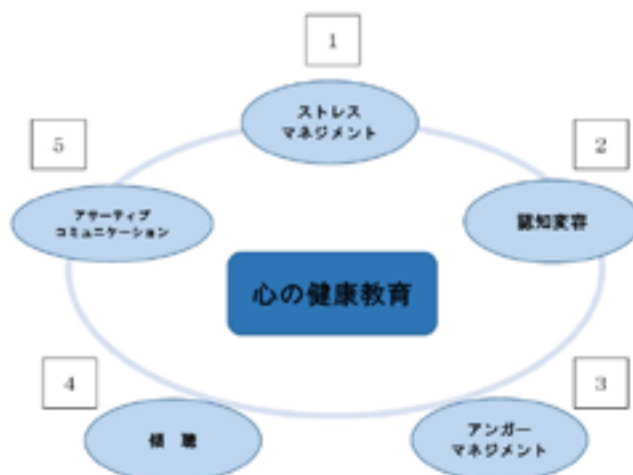 1
ストレス
マネジメント
2
認知変容
3
アンガー
マネジメント
4
傾 聴
5
アサーティブ
コミュニケーション
心の健康教育